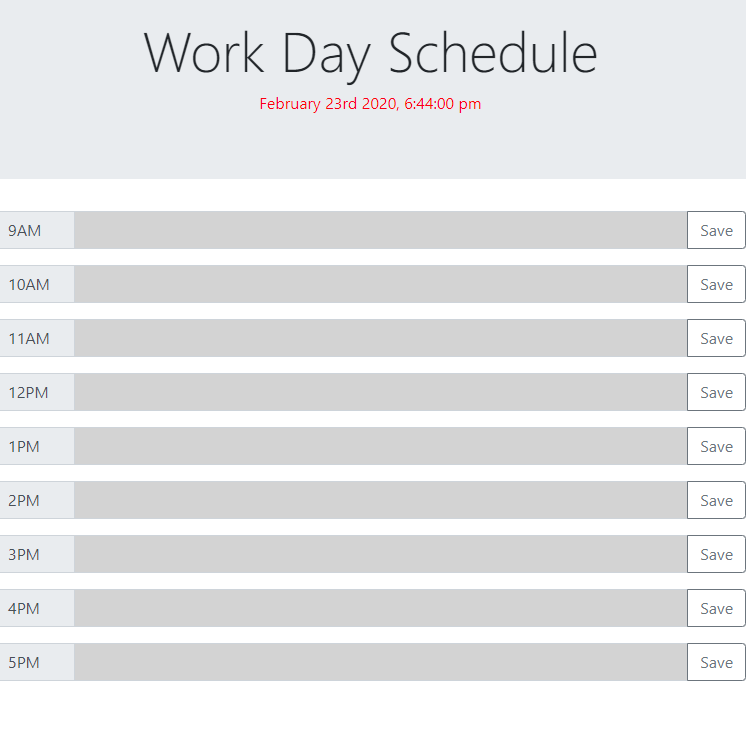 Work Day Schedule
February 23rd 2020, 6:44:00 pm
9AM Save
10AM Save
11AM Save
12PM Save
1PM Save
2PM Save
3PM Save
4PM Save
5PM Save